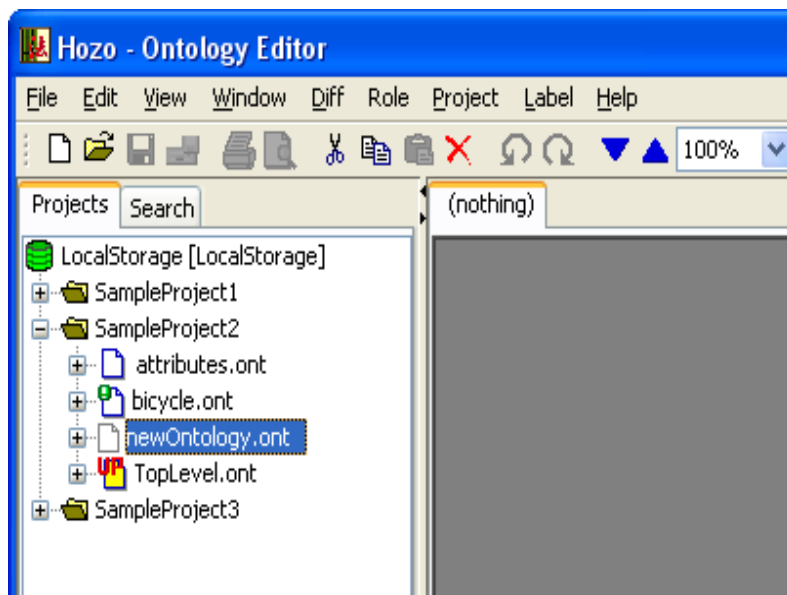 Hozo - Ontology Editor
File Edit View Window Diff Role Project Label Help
100%
Projects Search (nothing)
LocalStorage [LocalStorage]
SampleProject1
SampleProject2
attributes.ont
bicycle.ont
newOntology.ont
UP TopLevel.ont
SampleProject3